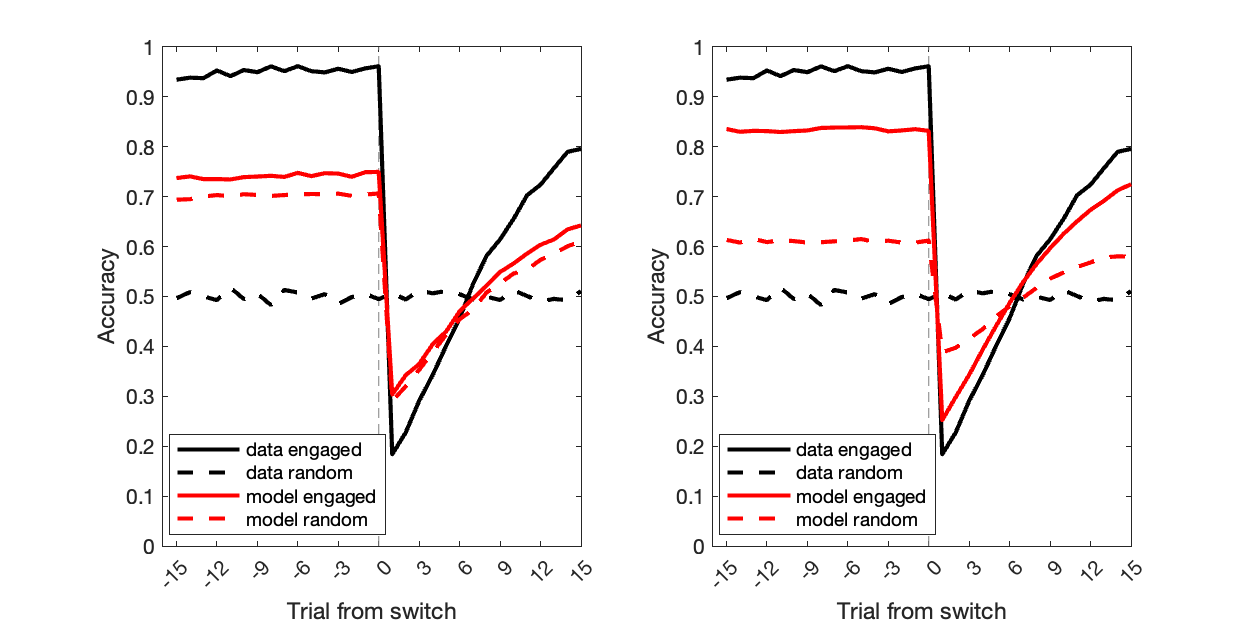 1
0.9
0.8
0.7
0.6
0.5
0.4
0.3
0.2
0.1
0
Accuracy
data engaged
data random
model engaged
model random
-15 -12 -9 -6 -3 0 3 6 9 12 15
Trial from switch
1
0.9
0.8
0.7
0.6
0.5
0.4
0.3
0.2
0.1
0
Accuracy
data engaged
data random
model engaged
model random
-15 -12 -9 -6 -3 0 3 6 9 12 15
Trial from switch